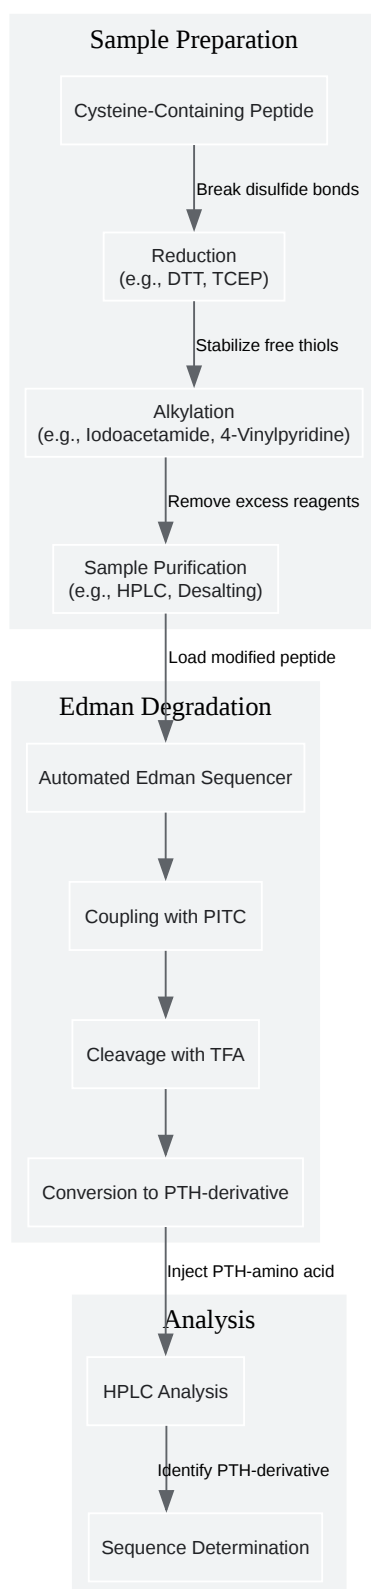 Sample Preparation
Cysteine-Containing Peptide
Break disulfide bonds
Reduction
(e.g., DTT, TCEP)
Stabilize free thiols
Alkylation
(e.g., Iodoacetamide, 4-Vinylpyridine)
Remove excess reagents
Sample Purification
(e.g., HPLC, Desalting)
Load modified peptide
Edman Degradation
Automated Edman Sequencer
Coupling with PITC
Cleavage with TFA
Conversion to PTH-derivative
Inject PTH-amino acid
Analysis
HPLC Analysis
Identify PTH-derivative
Sequence Determination